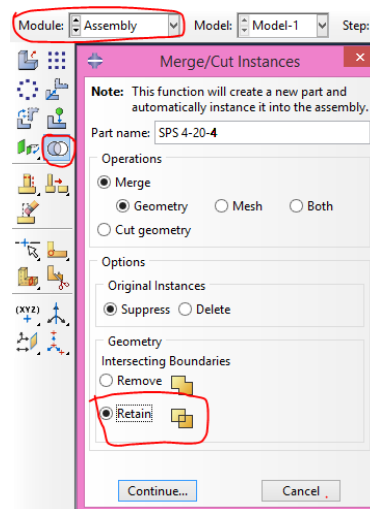 Module: Assembly Model: Model-1 Step:
Merge/Cut Instances
Note: This function will create a new part and
automatically instance it into the assembly.
Part name: SPS 4-20-4
Operations
Merge
Geometry Mesh Both
Cut geometry
Options
Original Instances
Suppress Delete
Geometry
Intersecting Boundaries
Remove
Retain
(XYZ)
Continue... Cancel